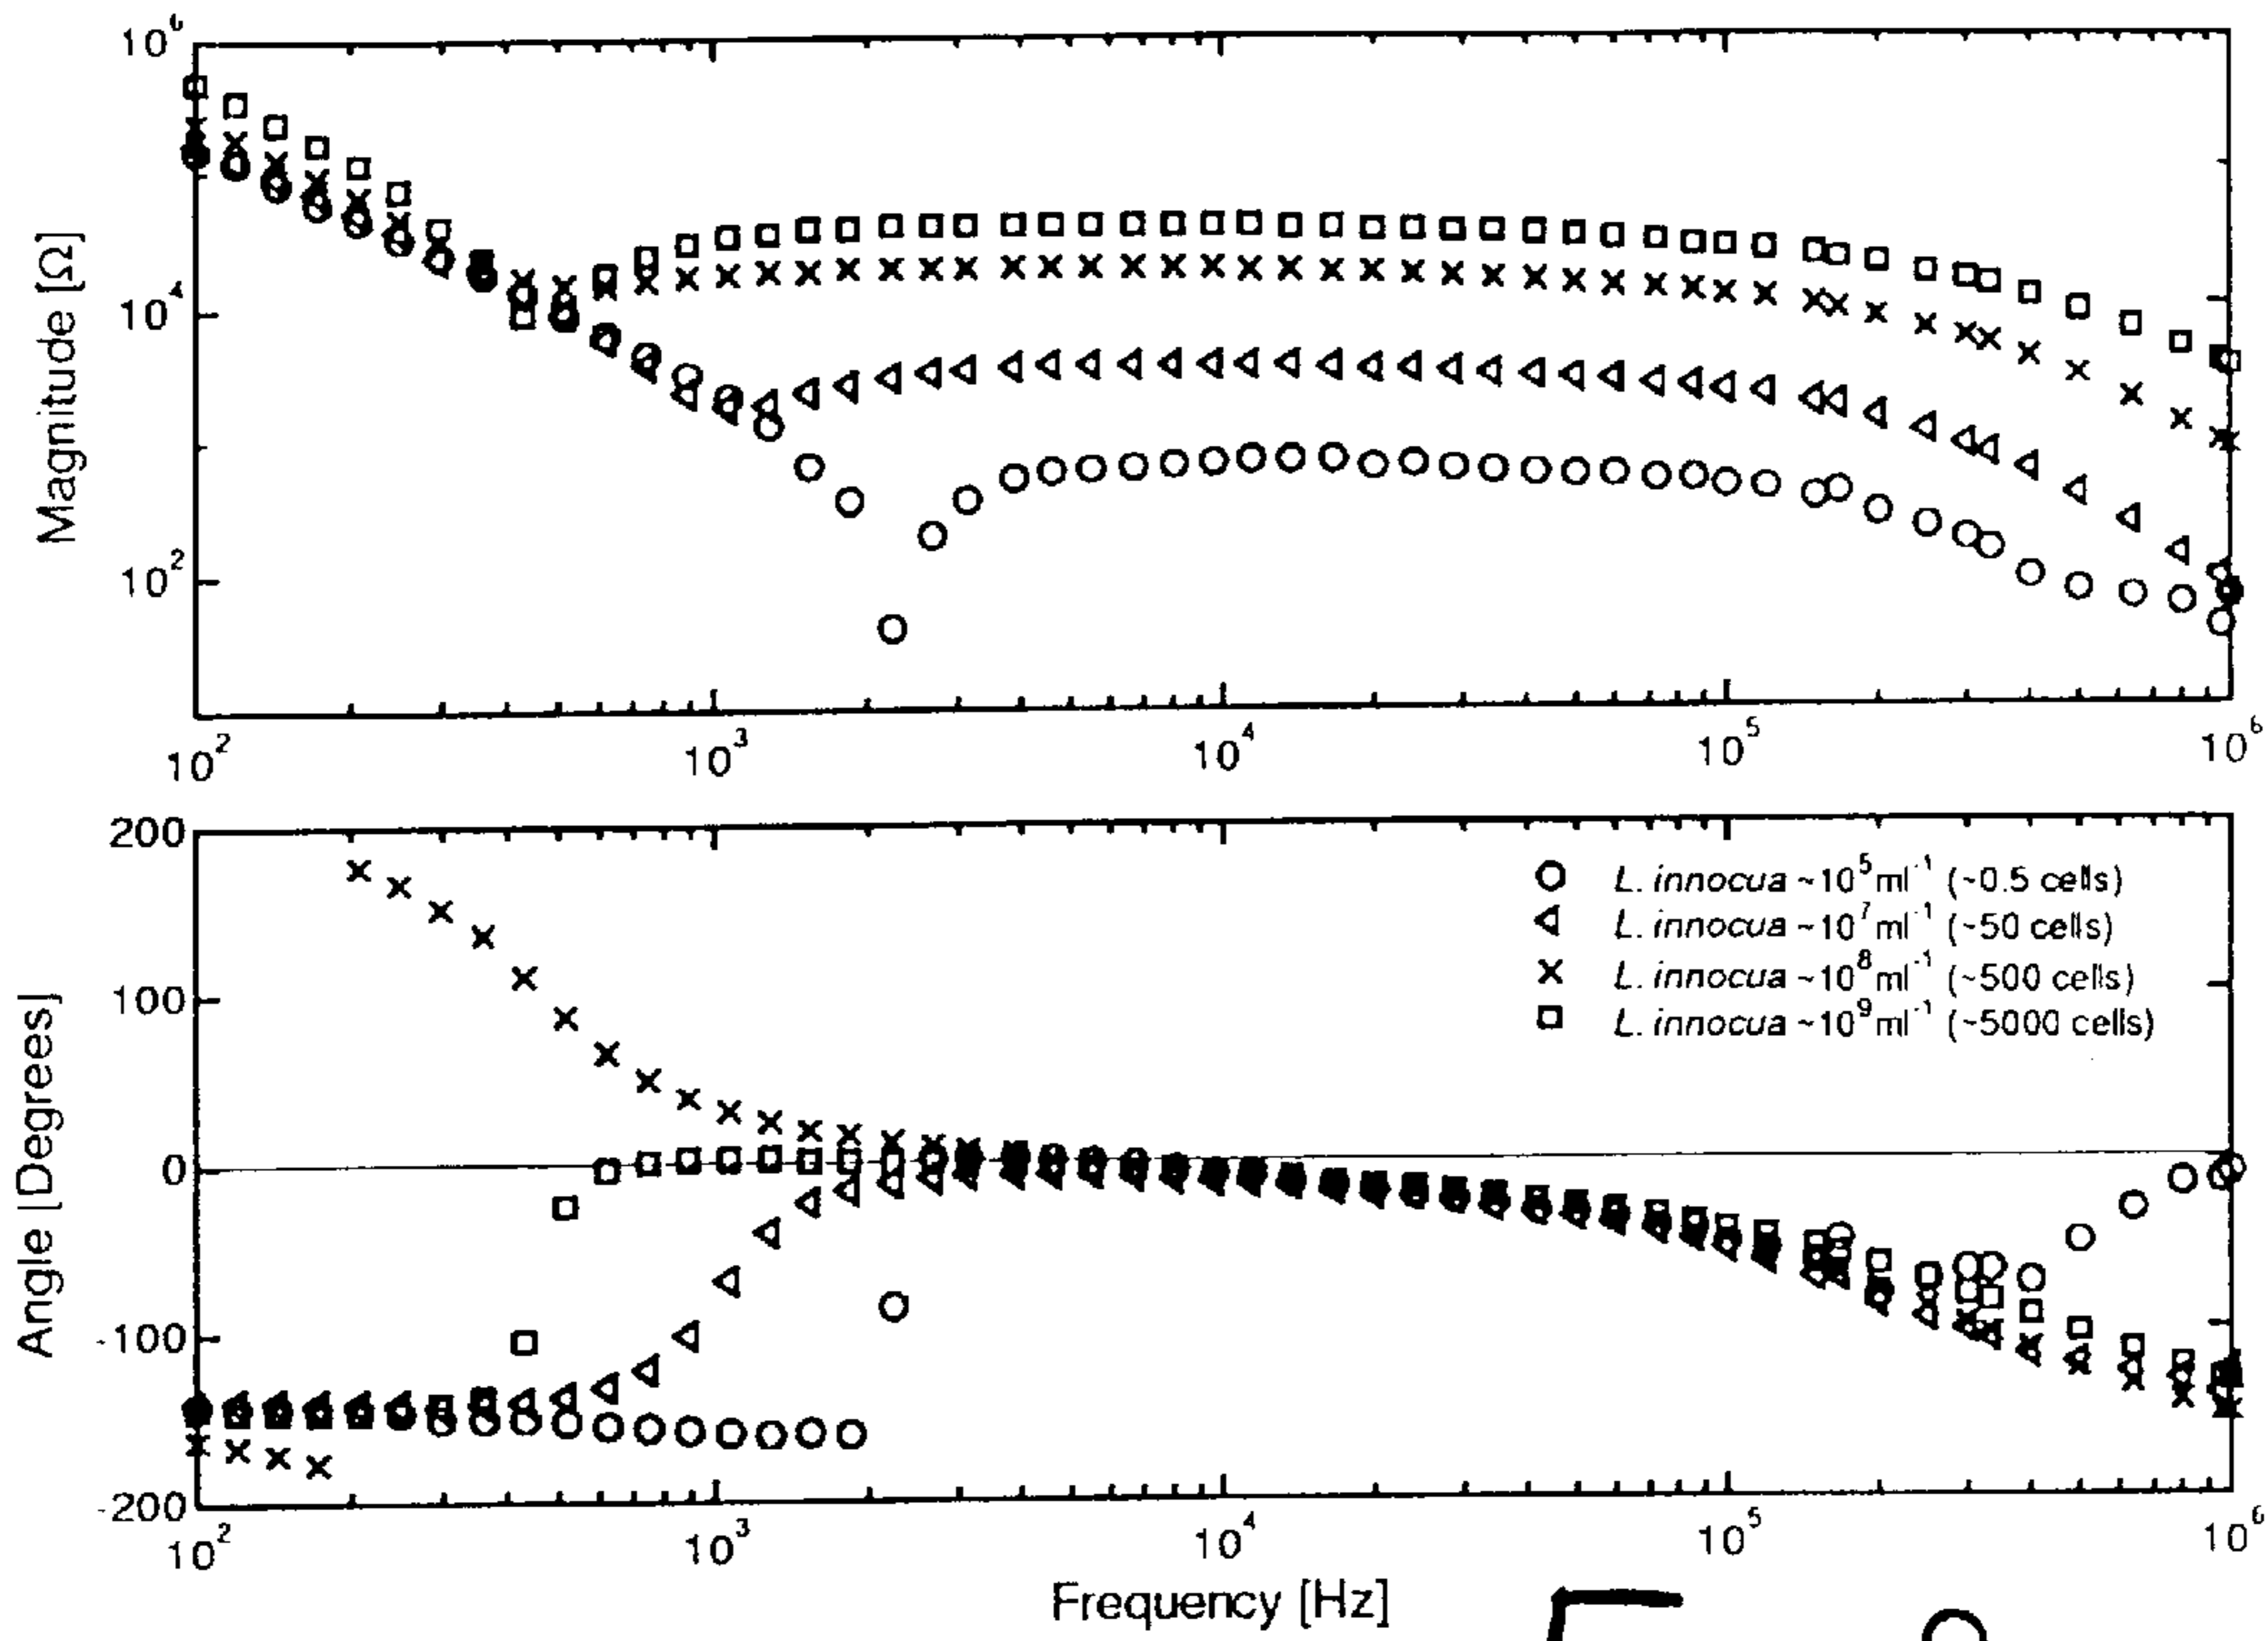 10⁶
10⁴
10²
Magnitude [Ω]
10² 10³ 10⁴ 10⁵ 10⁶
200
100
0
-100
-200
Angle [Degrees]
L. innocua ~10⁵ml⁻¹ (~0.5 cells)
L. innocua ~10⁷ml⁻¹ (~50 cells)
L. innocua ~10⁸ml⁻¹ (~500 cells)
L. innocua ~10⁹ml⁻¹ (~5000 cells)
10² 10³ 10⁴ 10⁵ 10⁶
Frequency [Hz]